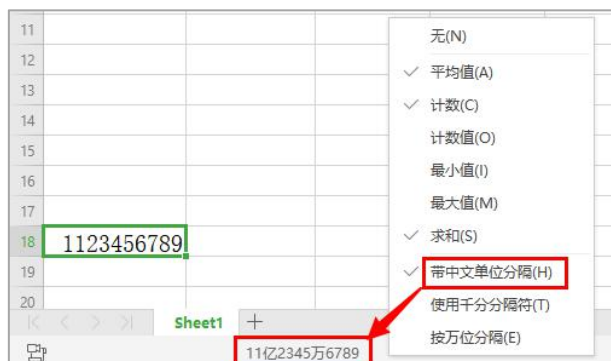 11
无(N)
12
平均值(A)
13
计数(C)
14
计数值(O)
15
最小值(I)
16
最大值(M)
17
18
1123456789
求和(S)
19
带中文单位分隔(H)
20
使用千分分隔符(T)
Sheet1
按万位分隔(E)
11亿2345万6789